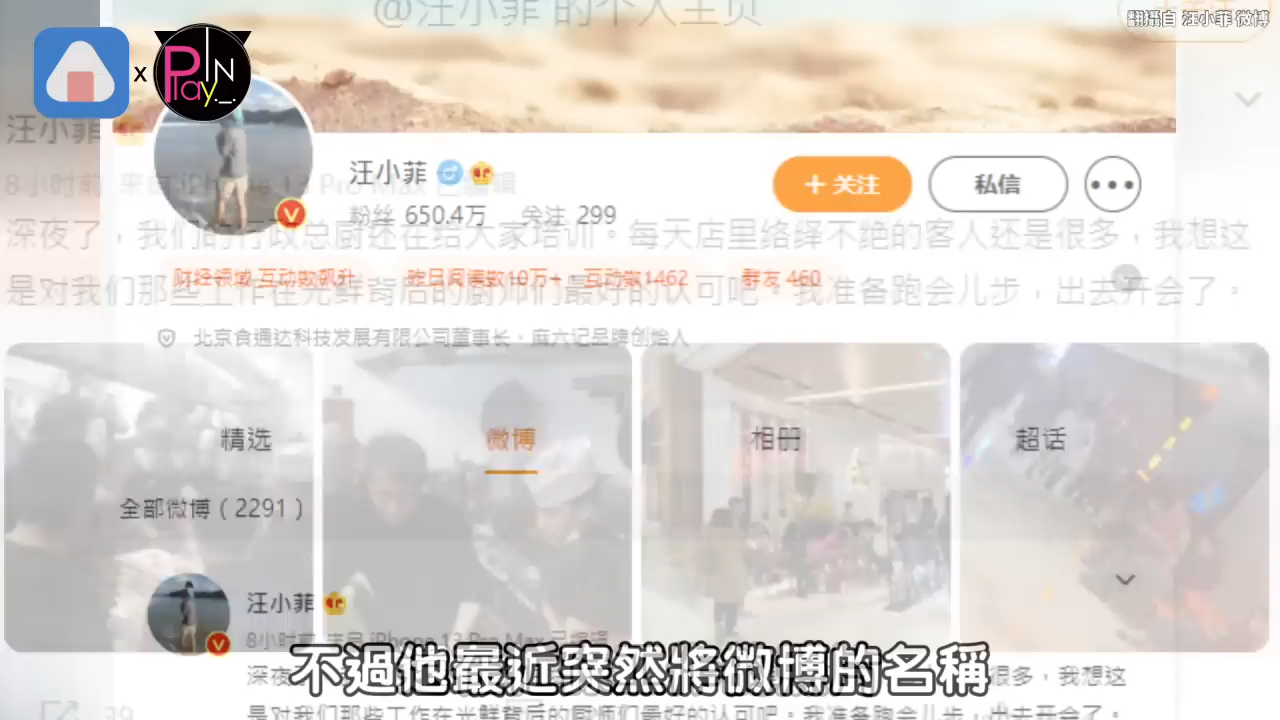 @汪小菲 的个人主页
翻攝自 汪小菲 微博
x
PlayIN
汪小菲
汪小菲
8小时前 来自 iPhone 13 Pro Max 已编辑
+ 关注
私信
粉丝 650.4万 关注 299
深夜了，我们的行政总厨还在给大家培训。每天店里络绎不绝的客人还是很多，我想这
财经领域 互动数飙升
昨日阅读数10万+，互动数1462
群友 460
是对我们那些工作在光鲜背后的厨师们最好的认可吧。我准备跑会儿步，出去开会了。
北京食通达科技发展有限公司董事长，麻六记品牌创始人
精选
微博
相册
超话
全部微博（2291）
汪小菲
8小时前 来自 iPhone 13 Pro Max 已编辑
不過他最近突然將微博的名稱
深夜
很多，我想这
是对我们那些工作在光鲜背后的厨师们最好的认可吧。我准备跑会儿步，出去开会了。
39